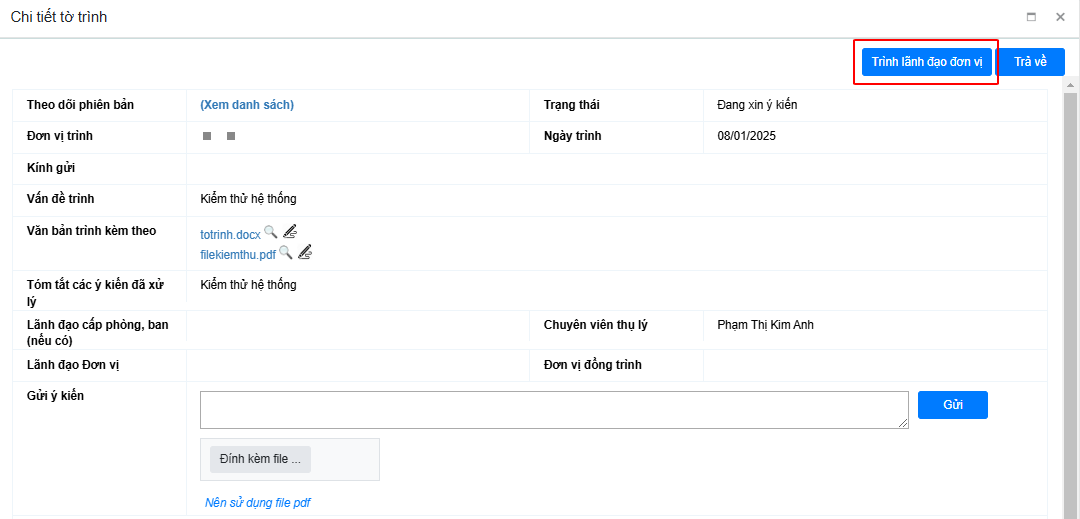 Chi tiết tờ trình
Trình lãnh đạo đơn vị Trả về
Theo dõi phiên bản (Xem danh sách) Trạng thái Đang xin ý kiến
Đơn vị trình Ngày trình 08/01/2025
Kính gửi
Vấn đề trình Kiểm thử hệ thống
Văn bản trình kèm theo totrinh.docx
filekiemthu.pdf
Tóm tắt các ý kiến đã xử Kiểm thử hệ thống
lý
Lãnh đạo cấp phòng, ban Chuyên viên thụ lý Phạm Thị Kim Anh
(nếu có)
Lãnh đạo Đơn vị Đơn vị đồng trình
Gửi ý kiến Gửi
Đính kèm file ...
Nên sử dụng file pdf